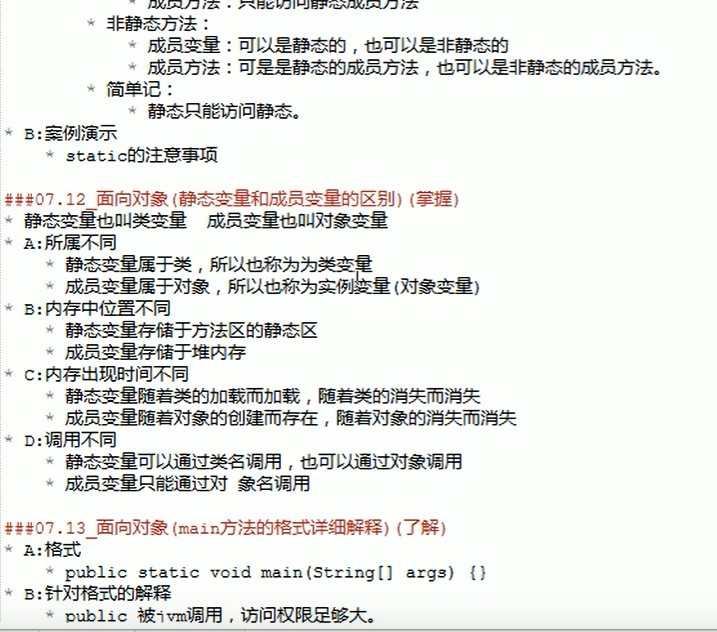 * 成员方法：只能访问静态成员方法
* 非静态方法：
* 成员变量：可以是静态的，也可以是非静态的
* 成员方法：可是是静态的成员方法，也可以是非静态的成员方法。
* 简单记：
* 静态只能访问静态。
* B:案例演示
* static的注意事项
###07.12_面向对象(静态变量和成员变量的区别)(掌握)
* 静态变量也叫类变量  成员变量也叫对象变量
* A:所属不同
* 静态变量属于类，所以也称为为类变量
* 成员变量属于对象，所以也称为实例变量(对象变量)
* B:内存中位置不同
* 静态变量存储于方法区的静态区
* 成员变量存储于堆内存
* C:内存出现时间不同
* 静态变量随着类的加载而加载，随着类的消失而消失
* 成员变量随着对象的创建而存在，随着对象的消失而消失
* D:调用不同
* 静态变量可以通过类名调用，也可以通过对象调用
* 成员变量只能通过对 象名调用
###07.13_面向对象(main方法的格式详细解释)(了解)
* A:格式
* public static void main(String[] args) {}
* B:针对格式的解释
* public 被jvm调用，访问权限足够大。